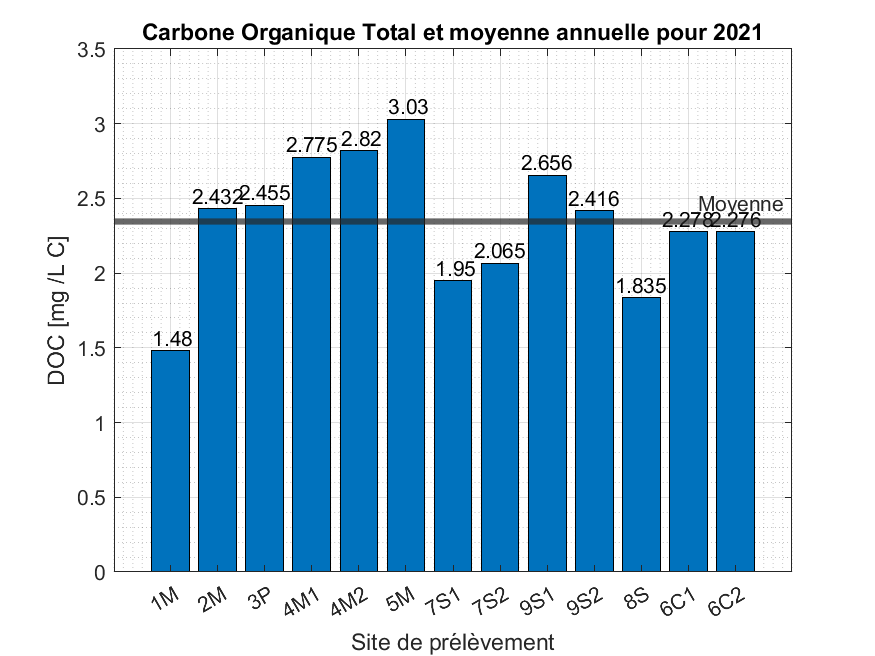 Carbone Organique Total et moyenne annuelle pour 2021
3.5
3
2.5
2
1.5
1
0.5
0
DOC [mg /L C]
1.48
2.432
2.455
2.775
2.82
3.03
1.95
2.065
2.656
2.416
1.835
2.278
2.276
Moyenne
1M
2M
3P
4M1
4M2
5M
7S1
7S2
9S1
9S2
8S
6C1
6C2
Site de prélèvement